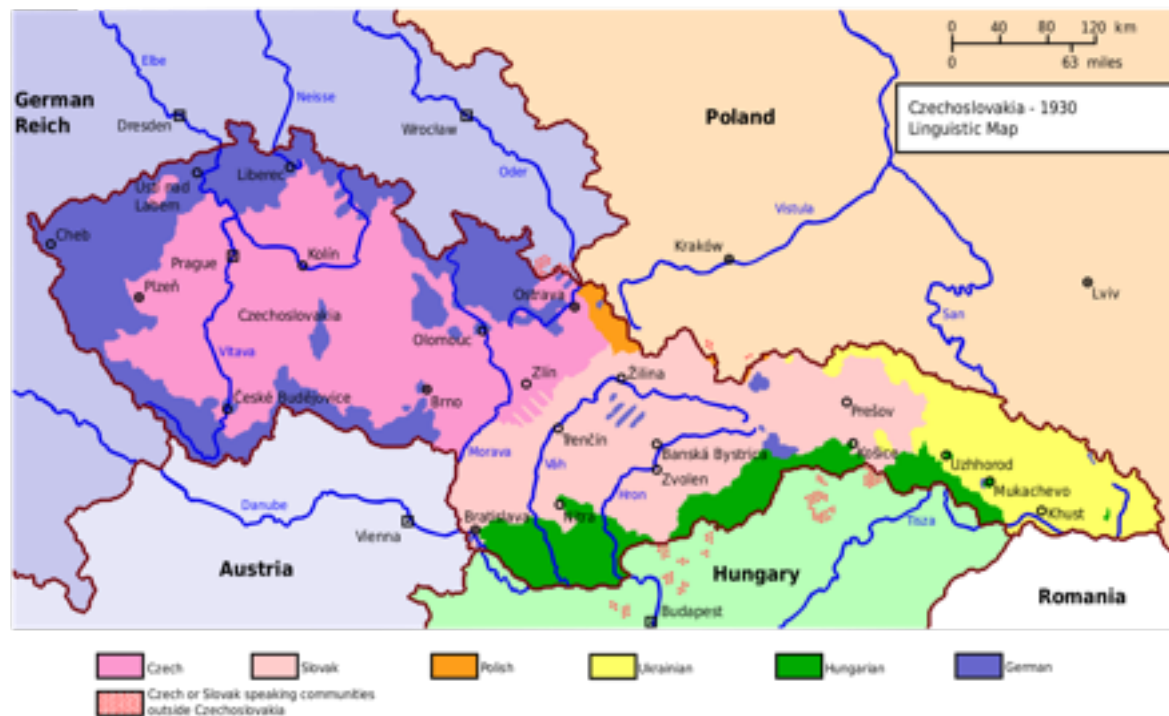 0 40 80 120 km
0 63 miles
Czechoslovakia - 1930
Linguistic Map
German
Reich
Elbe
Neisse
Dresden
Wrocław
Oder
Poland
Vistula
Kraków
Lviv
San
Liberec
Ústí nad
Labem
Cheb
Prague
Kolín
Plzeň
Czechoslovakia
Ostrava
Olomouc
Vltava
Zlín
Žilina
České Budějovice
Brno
Prešov
Morava
Trenčín
Váh
Banská Bystrica
Zvolen
Košice
Uzhhorod
Mukachevo
Khust
Hron
Nitra
Tisza
Danube
Vienna
Bratislava
Austria
Hungary
Budapest
Romania
Czech
Slovak
Polish
Ukrainian
Hungarian
German
Czech or Slovak speaking communities
outside Czechoslovakia